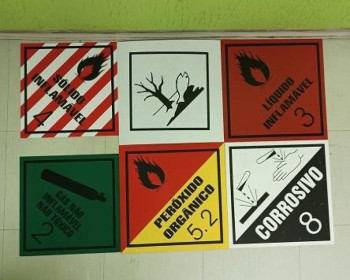 SÓLIDO
INFLAMÁVEL
4
LÍQUIDO
INFLAMÁVEL
3
GÁS NÃO
INFLAMÁVEL
NÃO TÓXICO
2
PERÓXIDO
ORGÂNICO
5.2
CORROSIVO
8